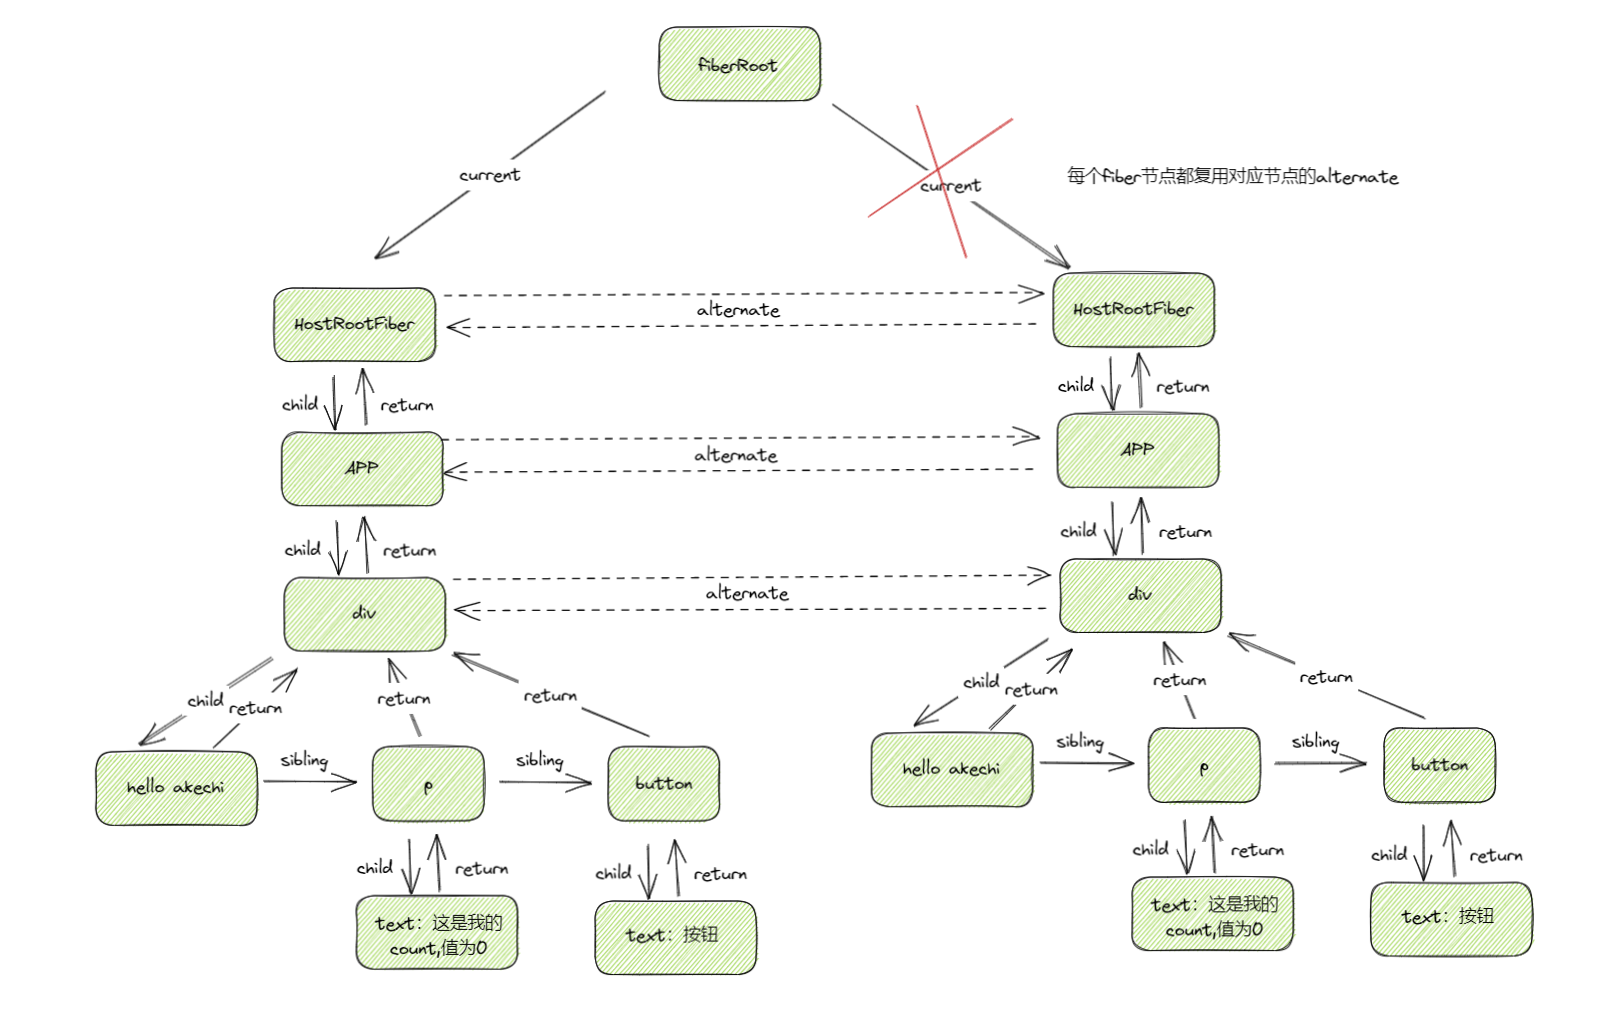 fiberRoot
current
current
每个fiber节点都复用对应节点的alternate
HostRootFiber
alternate
HostRootFiber
child
return
child
return
APP
alternate
APP
child
return
child
return
div
alternate
div
child
return
return
return
child
return
return
return
hello akechi
sibling
p
sibling
button
hello akechi
sibling
p
sibling
button
child
return
child
return
child
return
child
return
text：这是我的
count,值为0
text：按钮
text：这是我的
count,值为0
text：按钮